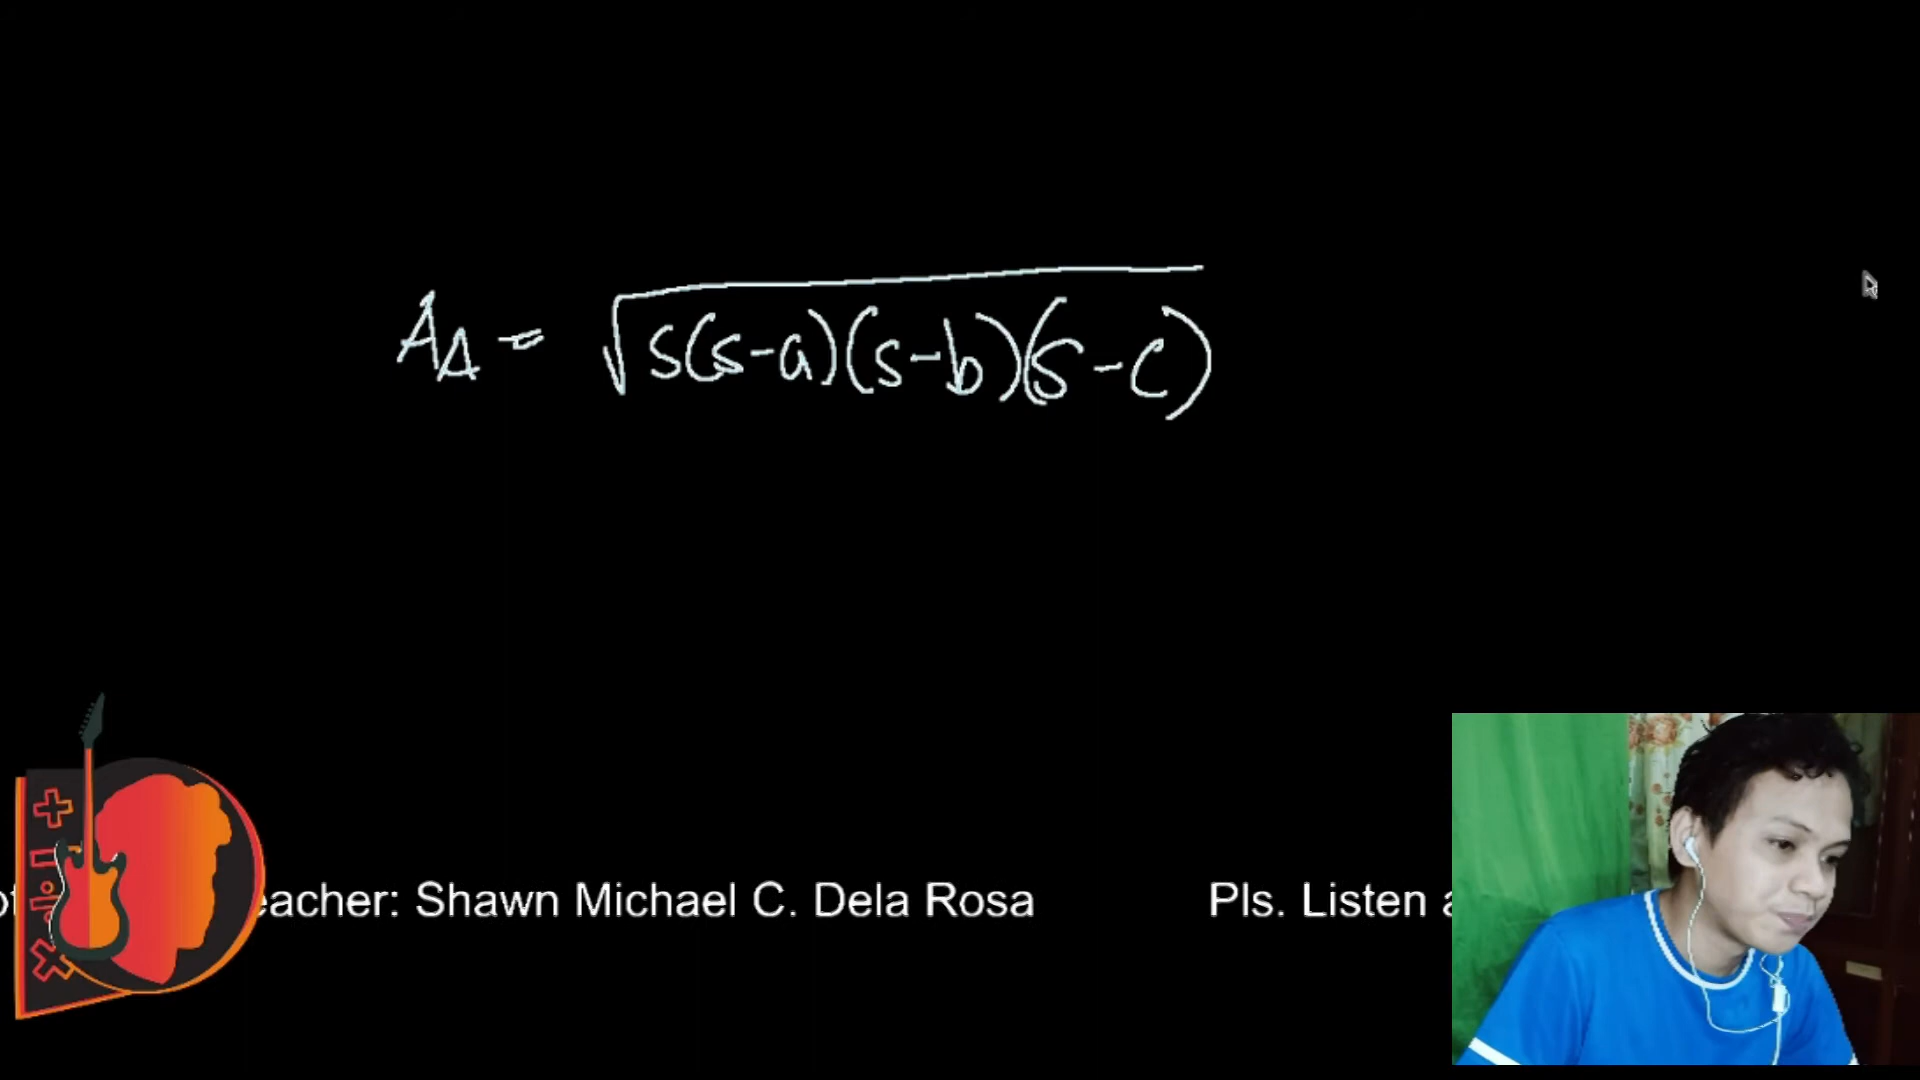 A△ = √s(s-a)(s-b)(s-c)
eacher: Shawn Michael C. Dela Rosa Pls. Listen